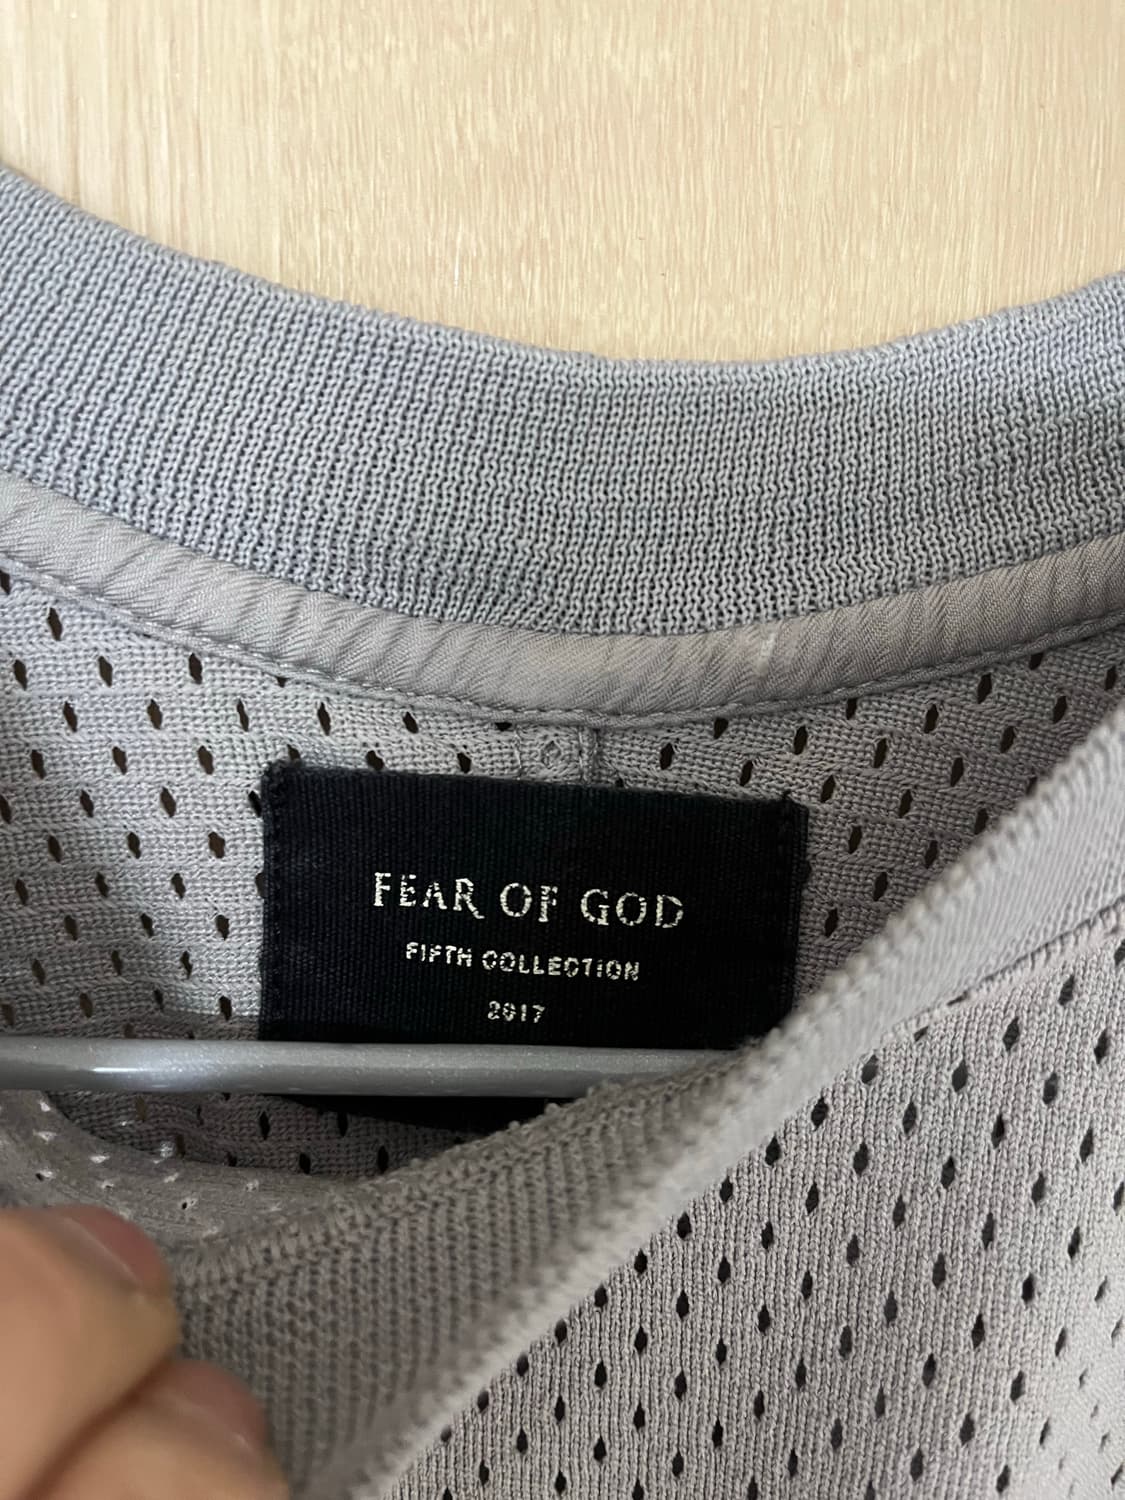 FEAR OF GOD
FIFTH COLLECTION
2017